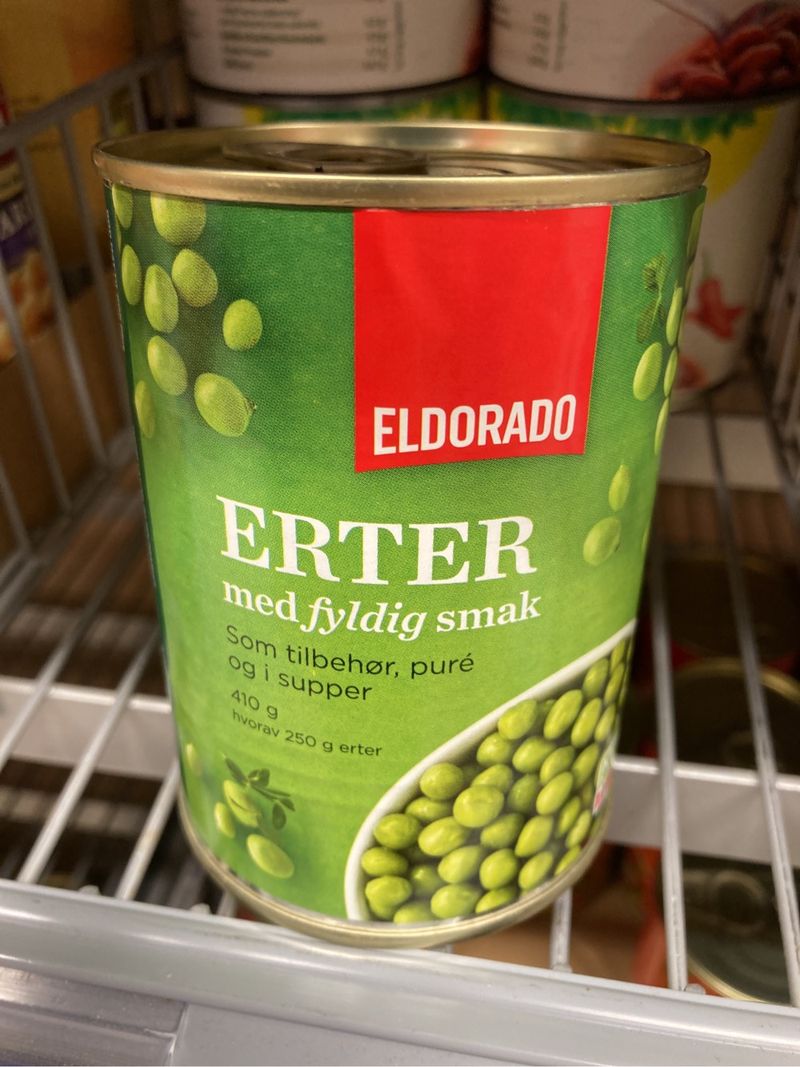 ELDORADO
ERTER
med fyldig smak
Som tilbehør, puré
og i supper
410 g
hvorav 250 g erter